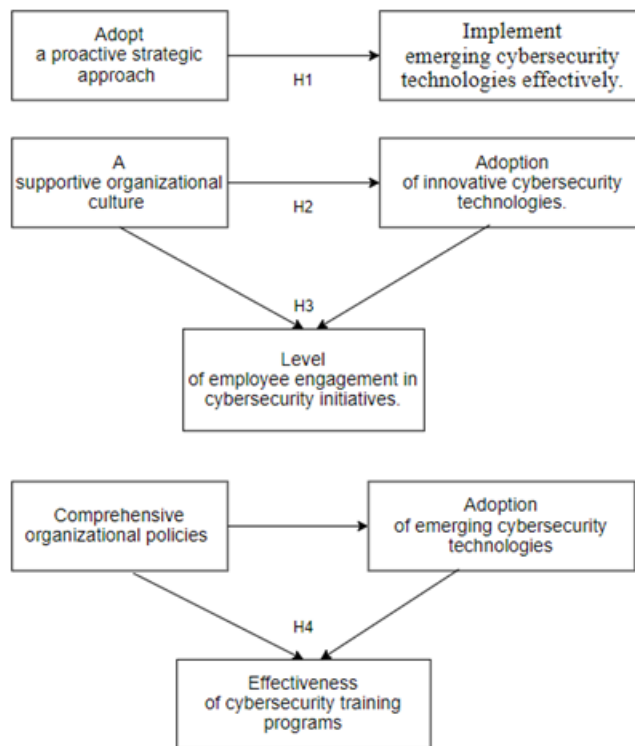 Adopt
a proactive strategic
approach
H1
Implement
emerging cybersecurity
technologies effectively.
A
supportive organizational
culture
H2
Adoption
of innovative cybersecurity
technologies.
H3
Level
of employee engagement in
cybersecurity initiatives.
Comprehensive
organizational policies
Adoption
of emerging cybersecurity
technologies
H4
Effectiveness
of cybersecurity training
programs